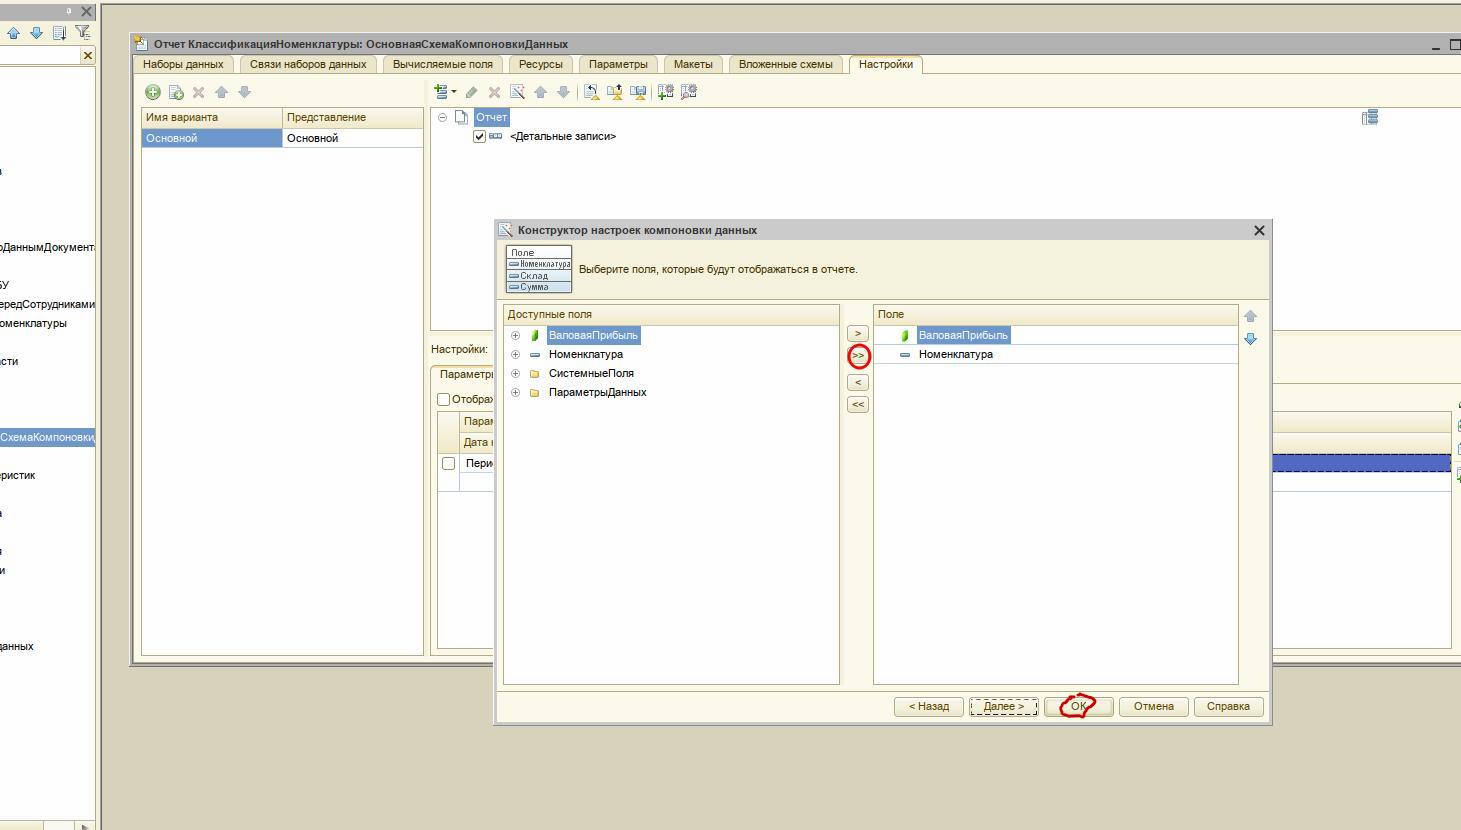 Отчет КлассификацияНоменклатуры: ОсновнаяСхемаКомпоновкиДанных
Наборы данных
Связи наборов данных
Вычисляемые поля
Ресурсы
Параметры
Макеты
Вложенные схемы
Настройки
Имя варианта
Представление
Основной
Основной
Отчет
<Детальные записи>
Конструктор настроек компоновки данных
Поле
Номенклатура
Склад
Сумма
Выберите поля, которые будут отображаться в отчете.
Доступные поля
ВаловаяПрибыль
Номенклатура
СистемныеПоля
ПараметрыДанных
>
>>
<
<<
Поле
ВаловаяПрибыль
Номенклатура
Настройки:
Параметры
Отображ
Парам
Дата
Пери
< Назад
Далее >
ОК
Отмена
Справка
оДаннымДокумента
БУ
ередСотрудниками
оменклатуры
асти
СхемаКомпоновки
еристик
данных